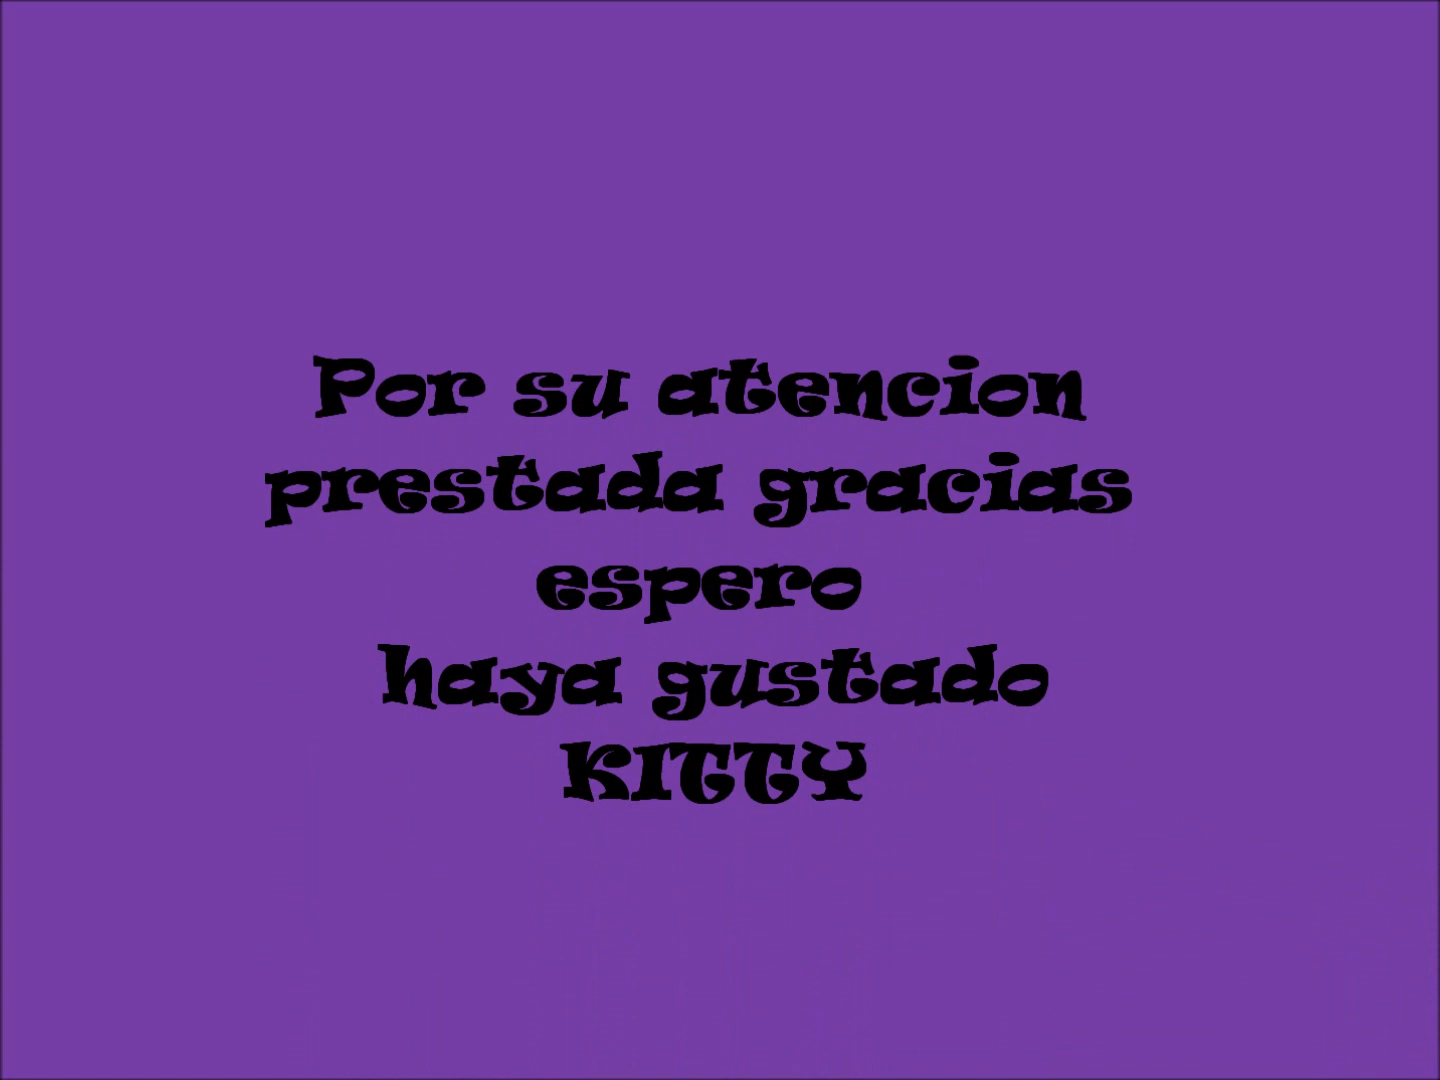 Por su atencion
prestada gracias
espero
haya gustado
KITTY